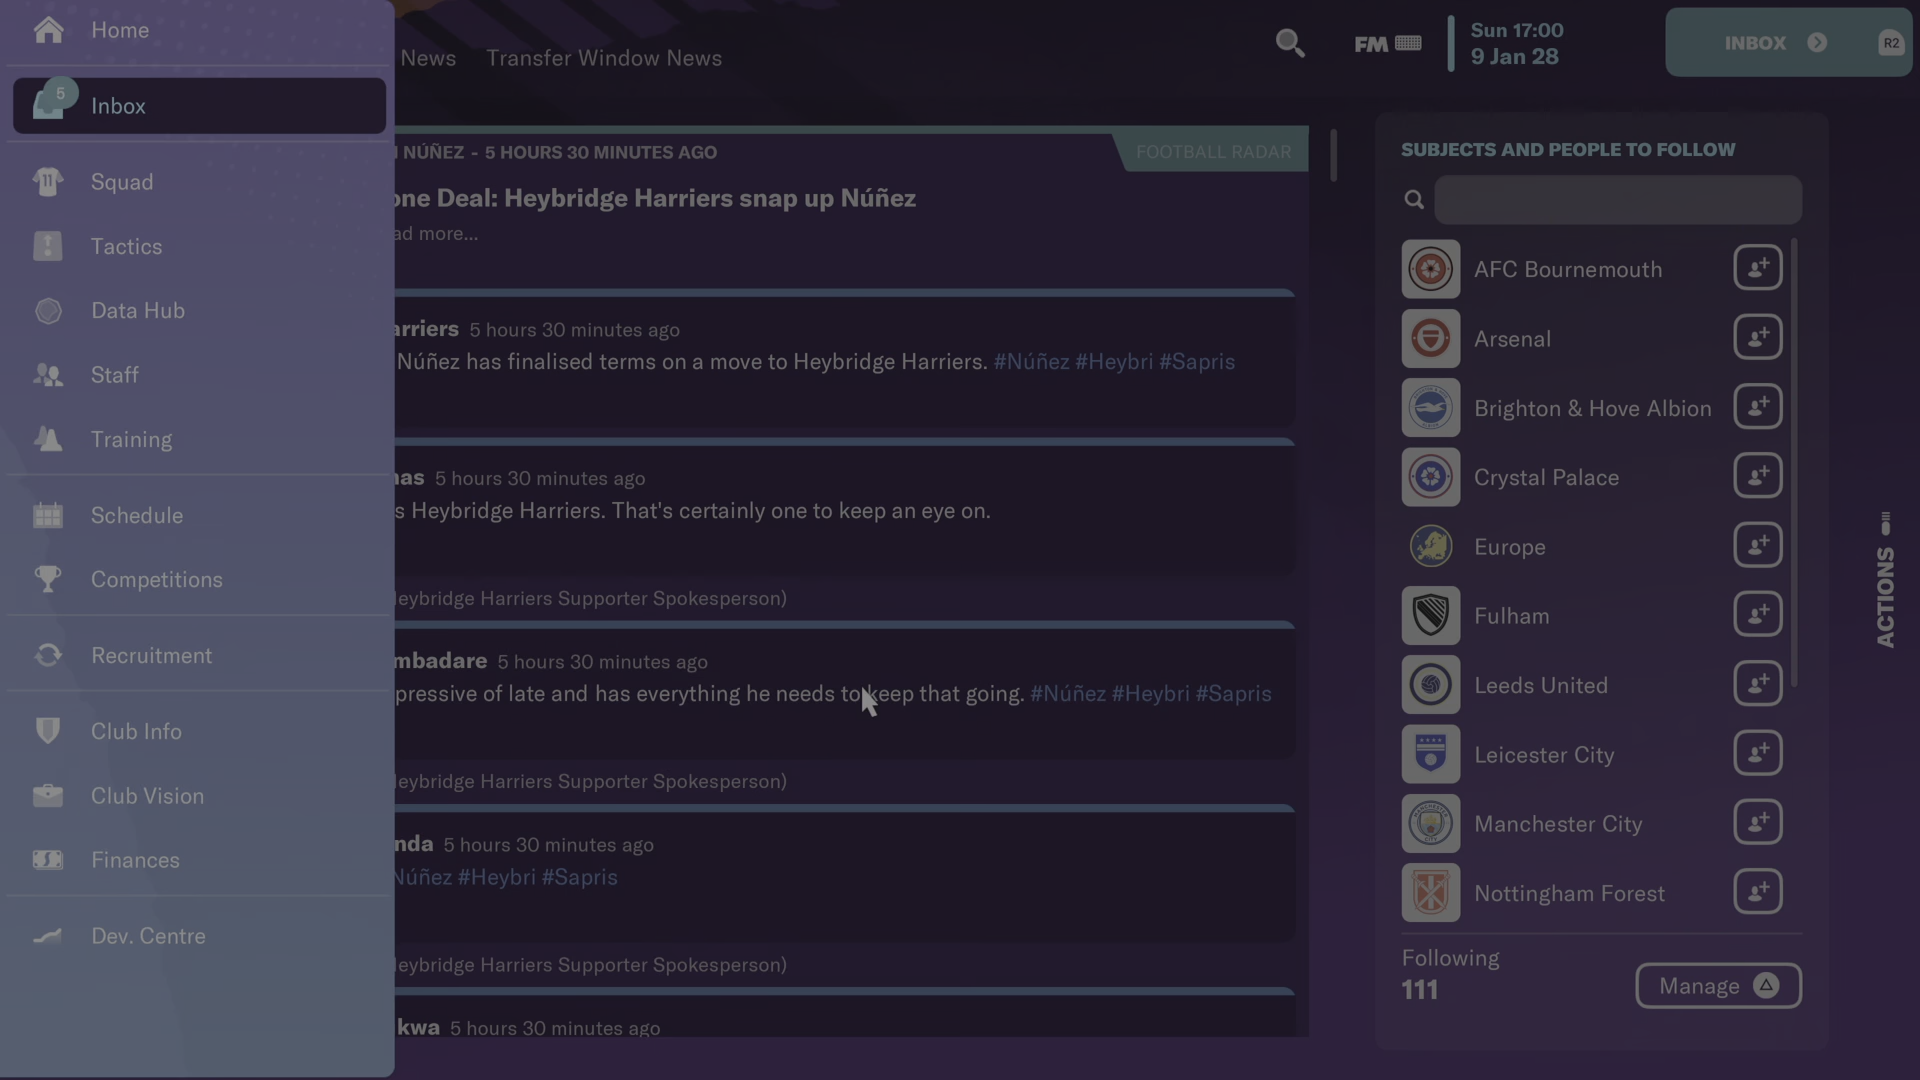 Home
5
Inbox
11
Squad
Tactics
Data Hub
Staff
Training
Schedule
Competitions
Recruitment
Club Info
Club Vision
Finances
Dev. Centre
News
Transfer Window News
FM
Sun 17:00
9 Jan 28
INBOX
R2
NÚÑEZ - 5 HOURS 30 MINUTES AGO
FOOTBALL RADAR
one Deal: Heybridge Harriers snap up Núñez
ad more...
arriers 5 hours 30 minutes ago
Núñez has finalised terms on a move to Heybridge Harriers. #Núñez #Heybri #Sapris
nas 5 hours 30 minutes ago
s Heybridge Harriers. That's certainly one to keep an eye on.
eybridge Harriers Supporter Spokesperson)
mbadare 5 hours 30 minutes ago
pressive of late and has everything he needs to keep that going. #Núñez #Heybri #Sapris
eybridge Harriers Supporter Spokesperson)
nda 5 hours 30 minutes ago
Núñez #Heybri #Sapris
eybridge Harriers Supporter Spokesperson)
kwa 5 hours 30 minutes ago
SUBJECTS AND PEOPLE TO FOLLOW
AFC Bournemouth
Arsenal
Brighton & Hove Albion
Crystal Palace
Europe
Fulham
Leeds United
Leicester City
Manchester City
Nottingham Forest
Following
111
Manage
ACTIONS